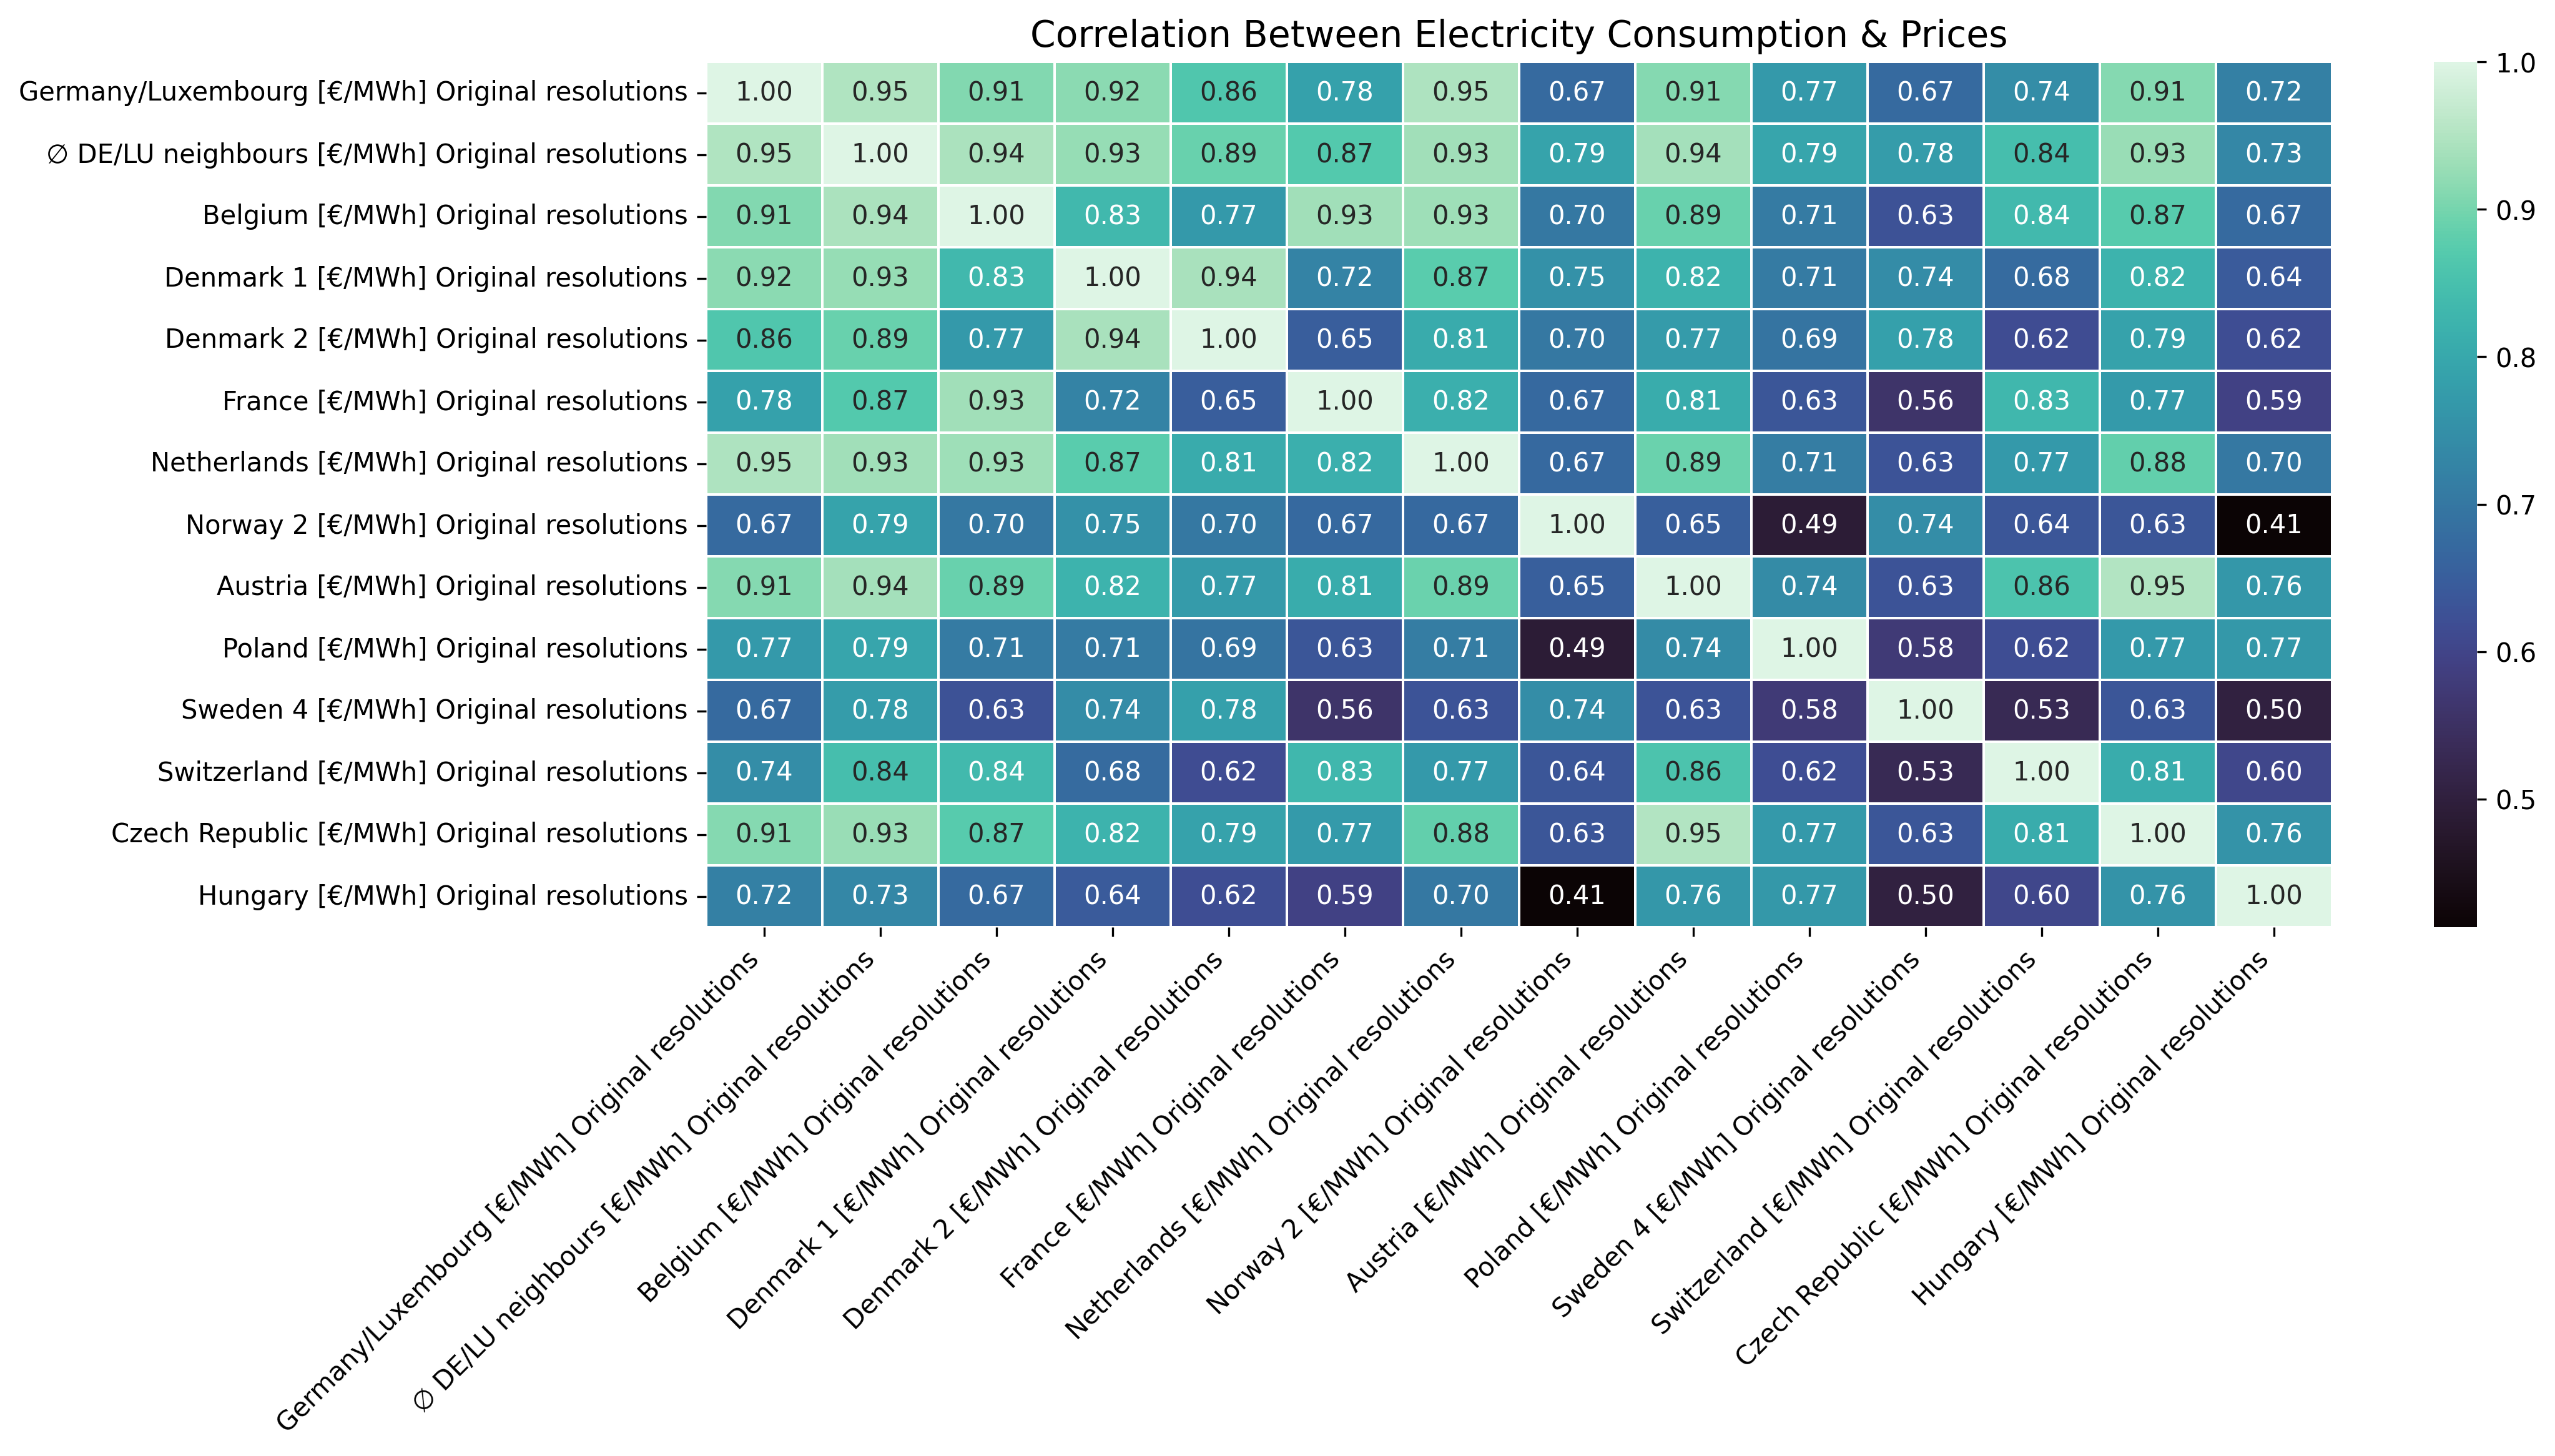 Correlation Between Electricity Consumption & Prices
Germany/Luxembourg [€/MWh] Original resolutions 1.00 0.95 0.91 0.92 0.86 0.78 0.95 0.67 0.91 0.77 0.67 0.74 0.91 0.72
∅ DE/LU neighbours [€/MWh] Original resolutions 0.95 1.00 0.94 0.93 0.89 0.87 0.93 0.79 0.94 0.79 0.78 0.84 0.93 0.73
Belgium [€/MWh] Original resolutions 0.91 0.94 1.00 0.83 0.77 0.93 0.93 0.70 0.89 0.71 0.63 0.84 0.87 0.67
Denmark 1 [€/MWh] Original resolutions 0.92 0.93 0.83 1.00 0.94 0.72 0.87 0.75 0.82 0.71 0.74 0.68 0.82 0.64
Denmark 2 [€/MWh] Original resolutions 0.86 0.89 0.77 0.94 1.00 0.65 0.81 0.70 0.77 0.69 0.78 0.62 0.79 0.62
France [€/MWh] Original resolutions 0.78 0.87 0.93 0.72 0.65 1.00 0.82 0.67 0.81 0.63 0.56 0.83 0.77 0.59
Netherlands [€/MWh] Original resolutions 0.95 0.93 0.93 0.87 0.81 0.82 1.00 0.67 0.89 0.71 0.63 0.77 0.88 0.70
Norway 2 [€/MWh] Original resolutions 0.67 0.79 0.70 0.75 0.70 0.67 0.67 1.00 0.65 0.49 0.74 0.64 0.63 0.41
Austria [€/MWh] Original resolutions 0.91 0.94 0.89 0.82 0.77 0.81 0.89 0.65 1.00 0.74 0.63 0.86 0.95 0.76
Poland [€/MWh] Original resolutions 0.77 0.79 0.71 0.71 0.69 0.63 0.71 0.49 0.74 1.00 0.58 0.62 0.77 0.77
Sweden 4 [€/MWh] Original resolutions 0.67 0.78 0.63 0.74 0.78 0.56 0.63 0.74 0.63 0.58 1.00 0.53 0.63 0.50
Switzerland [€/MWh] Original resolutions 0.74 0.84 0.84 0.68 0.62 0.83 0.77 0.64 0.86 0.62 0.53 1.00 0.81 0.60
Czech Republic [€/MWh] Original resolutions 0.91 0.93 0.87 0.82 0.79 0.77 0.88 0.63 0.95 0.77 0.63 0.81 1.00 0.76
Hungary [€/MWh] Original resolutions 0.72 0.73 0.67 0.64 0.62 0.59 0.70 0.41 0.76 0.77 0.50 0.60 0.76 1.00
Germany/Luxembourg [€/MWh] Original resolutions
∅ DE/LU neighbours [€/MWh] Original resolutions
Belgium [€/MWh] Original resolutions
Denmark 1 [€/MWh] Original resolutions
Denmark 2 [€/MWh] Original resolutions
France [€/MWh] Original resolutions
Netherlands [€/MWh] Original resolutions
Norway 2 [€/MWh] Original resolutions
Austria [€/MWh] Original resolutions
Poland [€/MWh] Original resolutions
Sweden 4 [€/MWh] Original resolutions
Switzerland [€/MWh] Original resolutions
Czech Republic [€/MWh] Original resolutions
Hungary [€/MWh] Original resolutions
1.0
0.9
0.8
0.7
0.6
0.5